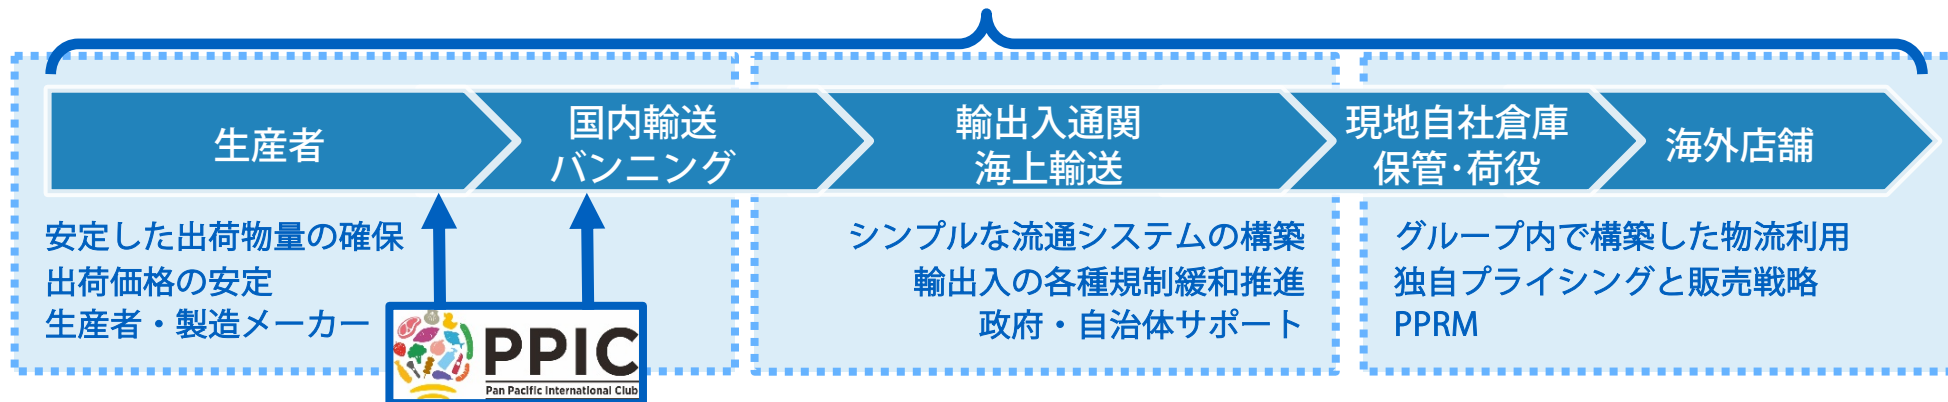 生産者
国内輸送
バンニング
輸出入通関
海上輸送
現地自社倉庫
保管･荷役
海外店舗
安定した出荷物量の確保
出荷価格の安定
生産者・製造メーカー
PPIC
Pan Pacific International Club
シンプルな流通システムの構築
輸出入の各種規制緩和推進
政府・自治体サポート
グループ内で構築した物流利用
独自プライシングと販売戦略
PPRM